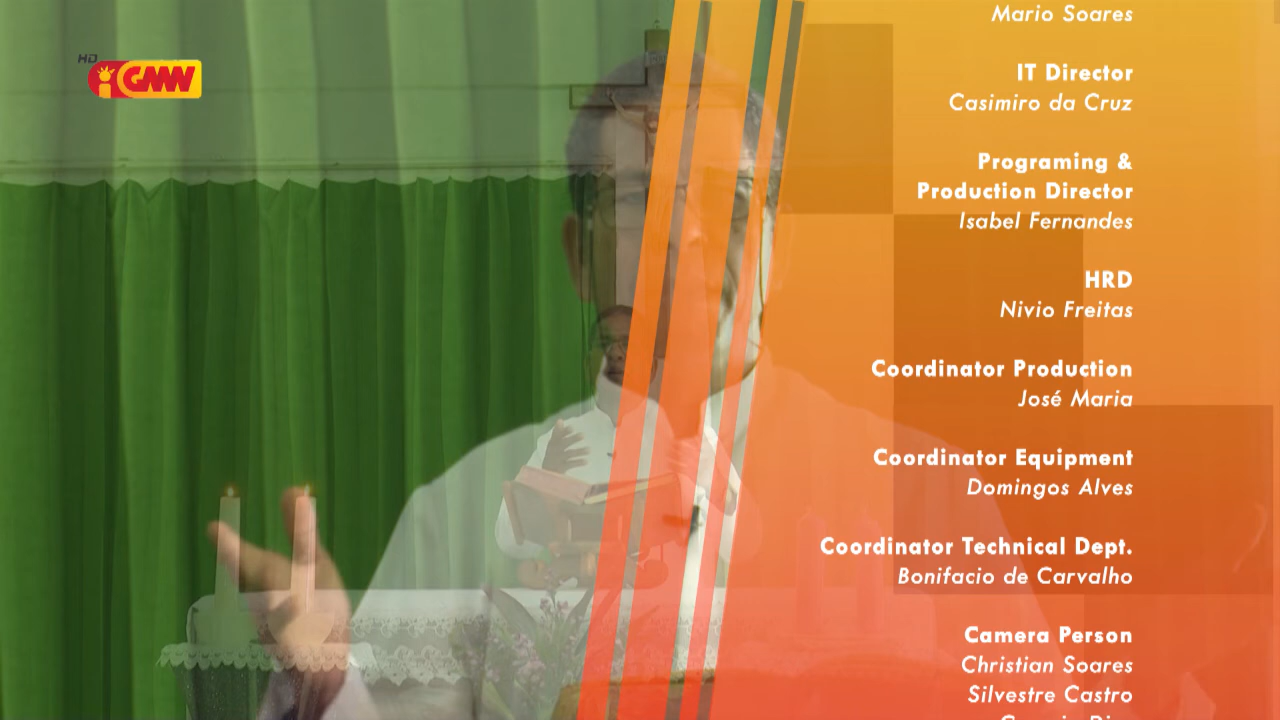 HD
GMN
Mario Soares
IT Director
Casimiro da Cruz
Programing &
Production Director
Isabel Fernandes
HRD
Nivio Freitas
Coordinator Production
José Maria
Coordinator Equipment
Domingos Alves
Coordinator Technical Dept.
Bonifacio de Carvalho
Camera Person
Christian Soares
Silvestre Castro